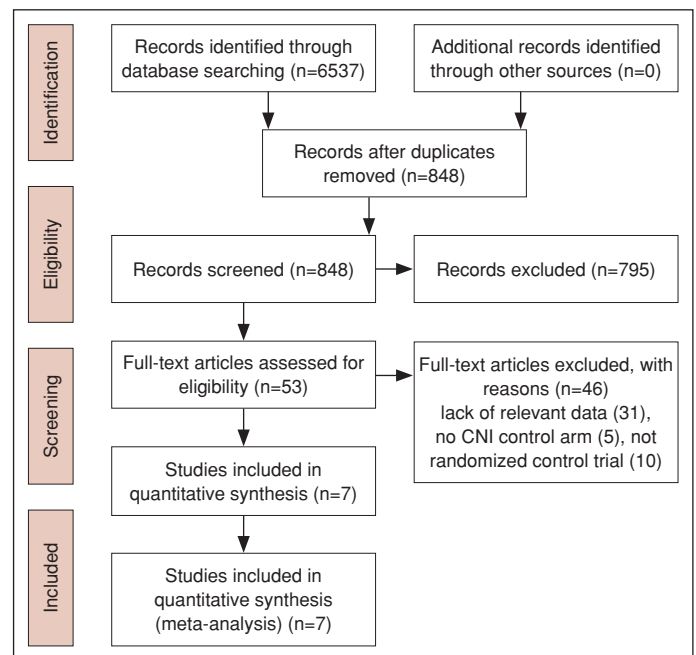 Identification
Records identified through
database searching (n=6537)
Additional records identified
through other sources (n=0)
Records after duplicates
removed (n=848)
Eligibility
Records screened (n=848)
Records excluded (n=795)
Screening
Full-text articles assessed for
eligibility (n=53)
Full-text articles excluded, with
reasons (n=46)
lack of relevant data (31),
no CNI control arm (5), not
randomized control trial (10)
Studies included in
quantitative synthesis (n=7)
Included
Studies included in
quantitative synthesis
(meta-analysis) (n=7)